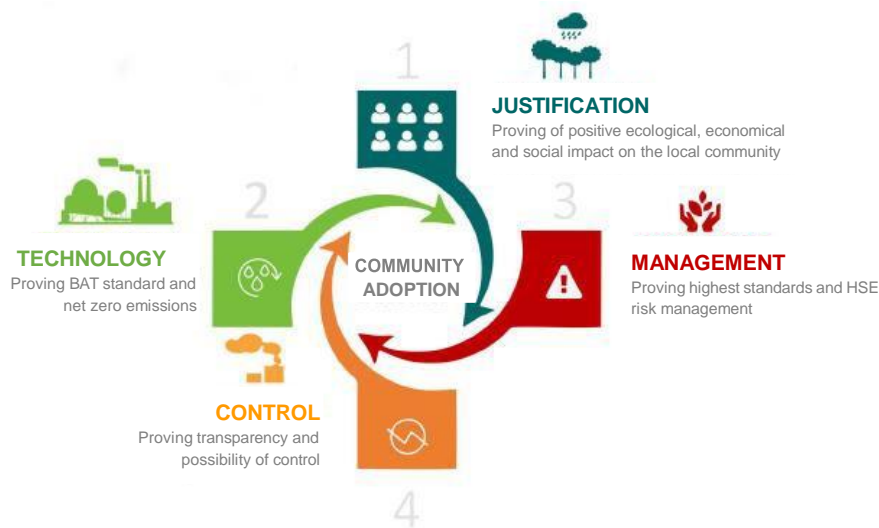 1
JUSTIFICATION
Proving of positive ecological, economical
and social impact on the local community
2
TECHNOLOGY
Proving BAT standard and
net zero emissions
3
MANAGEMENT
Proving highest standards and HSE
risk management
COMMUNITY
ADOPTION
CONTROL
Proving transparency and
possibility of control
4